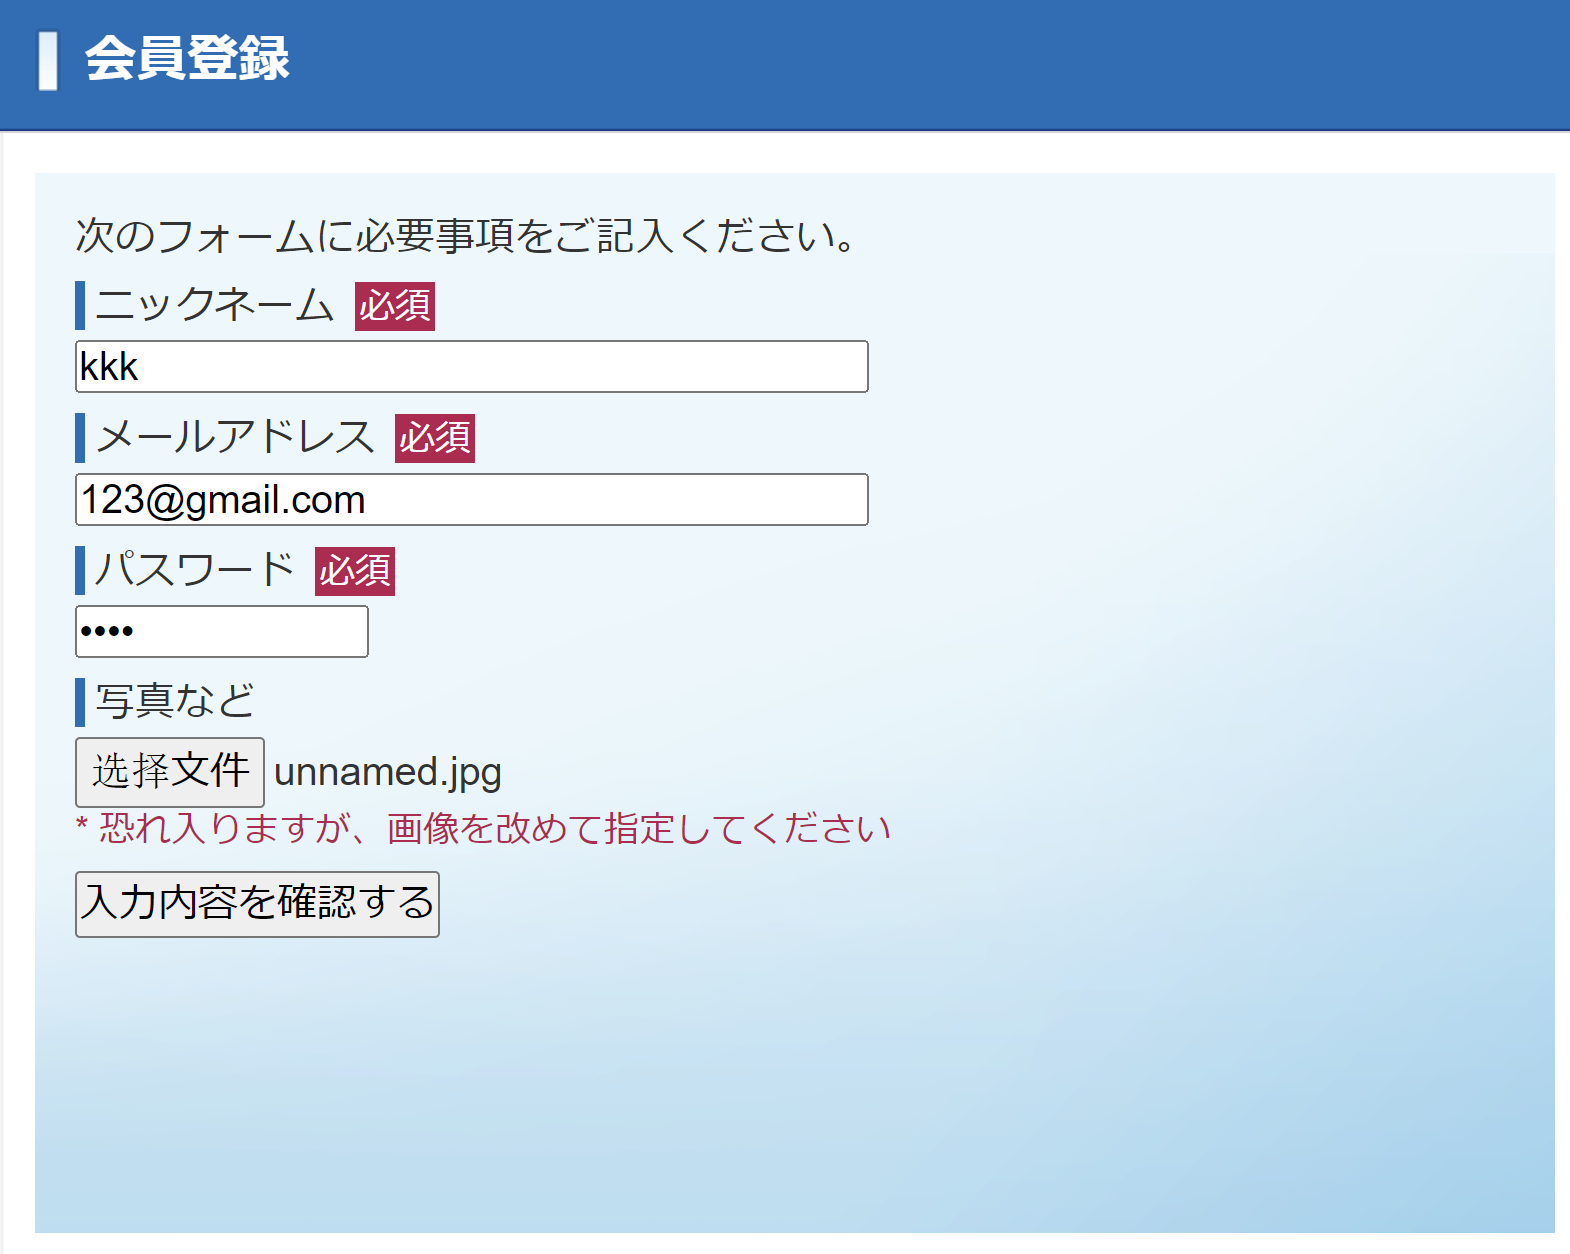 会員登録
次のフォームに必要事項をご記入ください。
ニックネーム 必須
kkk
メールアドレス 必須
123@gmail.com
パスワード 必須
••••
写真など
选择文件 unnamed.jpg
* 恐れ入りますが、画像を改めて指定してください
入力内容を確認する